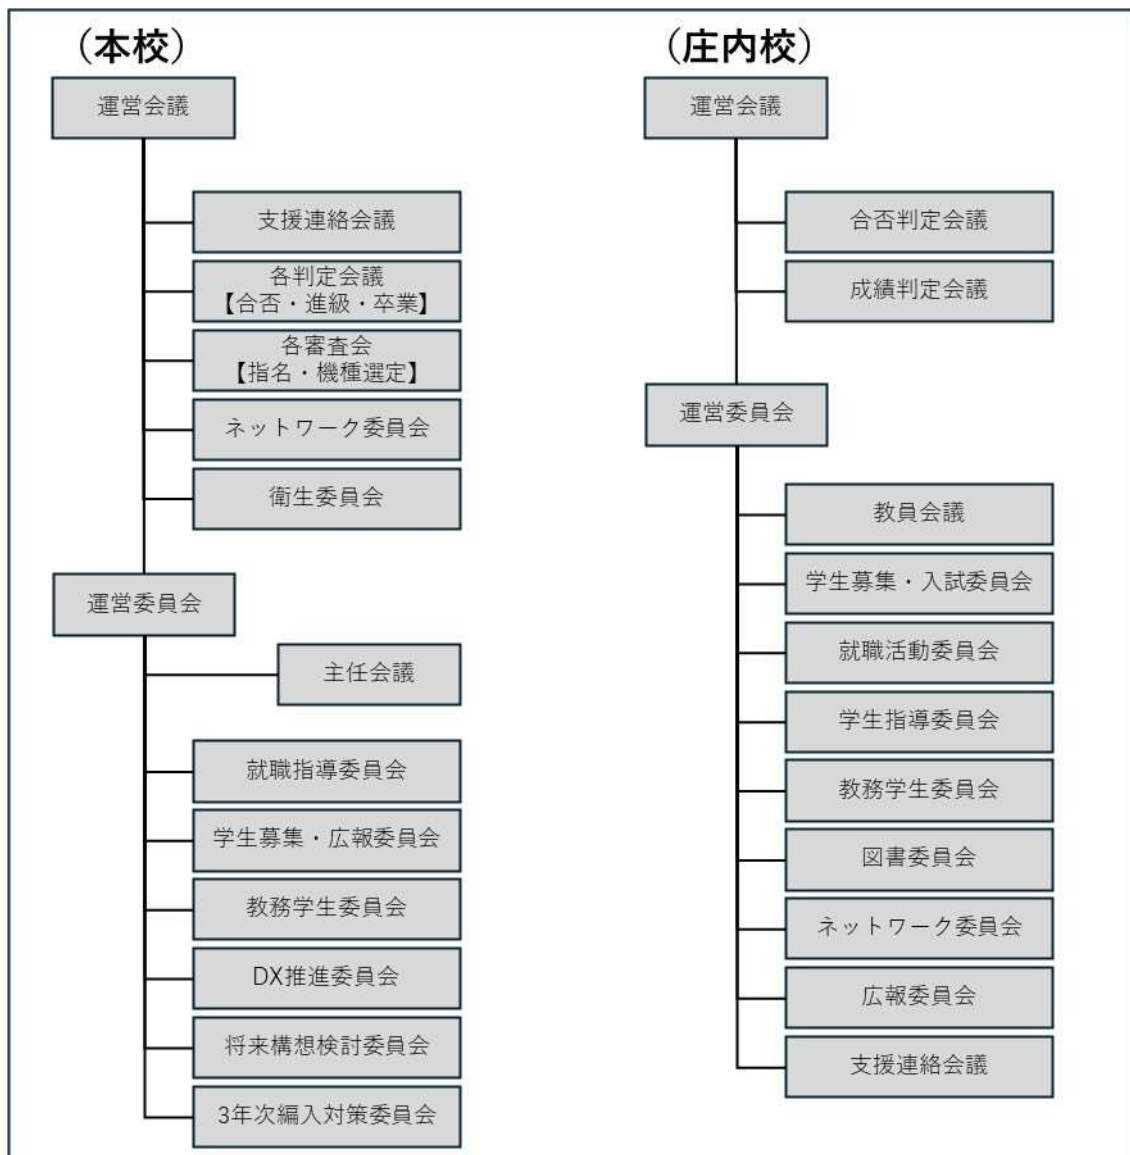 （本校）
運営会議
支援連絡会議
各判定会議
【合否・進級・卒業】
各審査会
【指名・機種選定】
ネットワーク委員会
衛生委員会
運営委員会
主任会議
就職指導委員会
学生募集・広報委員会
教務学生委員会
DX推進委員会
将来構想検討委員会
3年次編入対策委員会
（庄内校）
運営会議
合否判定会議
成績判定会議
運営委員会
教員会議
学生募集・入試委員会
就職活動委員会
学生指導委員会
教務学生委員会
図書委員会
ネットワーク委員会
広報委員会
支援連絡会議